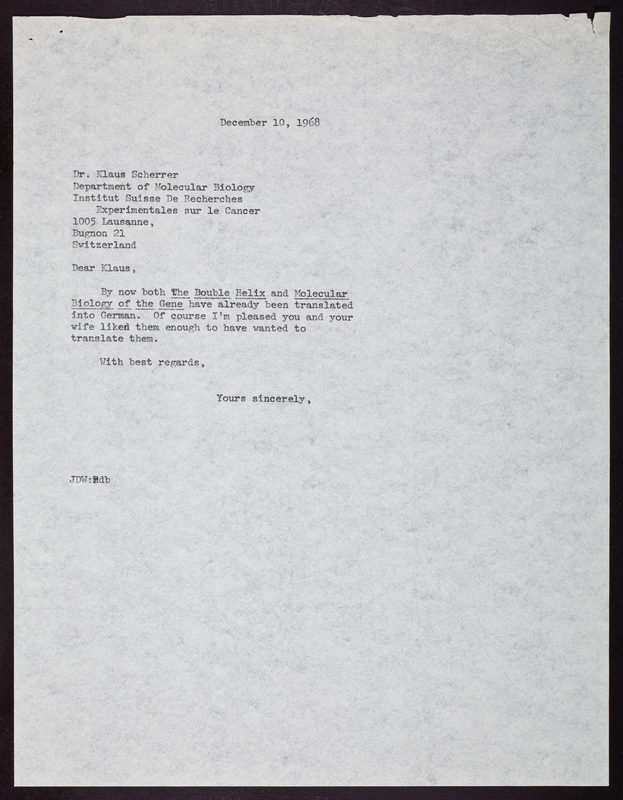 December 10, 1968
Dr. Klaus Scherrer
Department of Molecular Biology
Institut Suisse De Recherches
Experimentales sur le Cancer
1005 Lausanne,
Bugnon 21
Switzerland
Dear Klaus,
By now both The Bouble Helix and Molecular
Biology of the Gene have already been translated
into German. Of course I'm pleased you and your
wife liked them enough to have wanted to
translate them.
With best regards,
Yours sincerely,
JDW:db